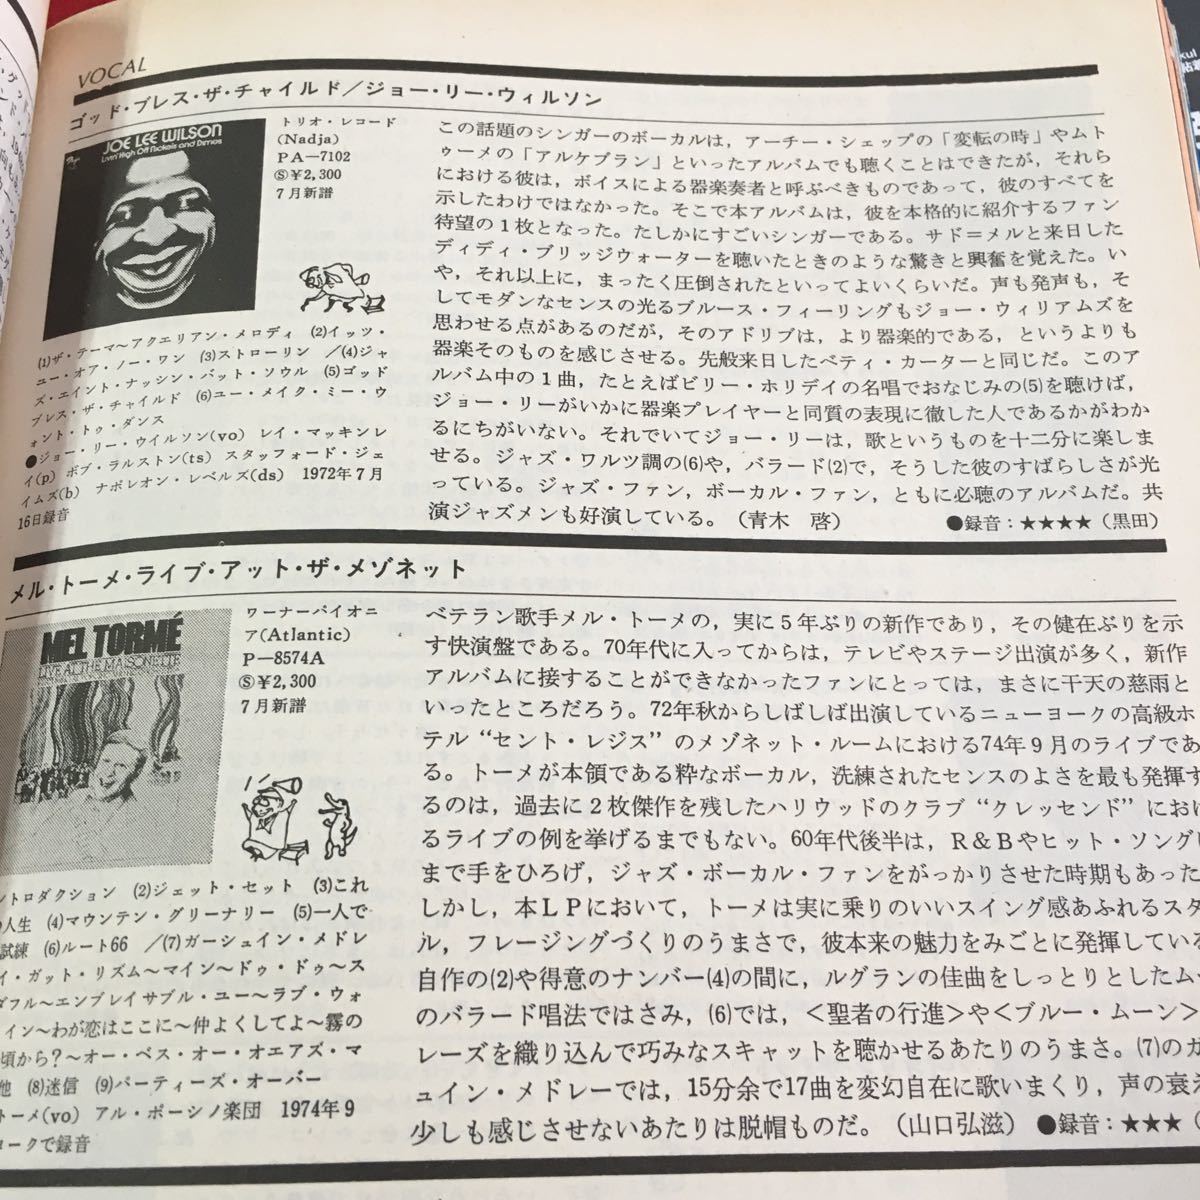 VOCAL
ゴッド・ブレス・ザ・チャイルド／ジョー・リー・ウィルソン
JOE LEE WILSON
Livin' High Off Nickels and Dimes
トリオ・レコード
(Nadja)
PA—7102
Ⓢ¥2,300
7月新譜
(1)ザ・テーマ〜アクエリアン・メロディ (2)イッツ・
ユー・オア・ノー・ワン (3)ストローリン ／(4)ジャ
ズ・エイント・ナッシン・バット・ソウル (5)ゴッド
ブレス・ザ・チャイルド (6)ユー・メイク・ミー・ウ
ォント・トゥ・ダンス
●ジョー・リー・ウイルソン(vo) レイ・マッキンレ
イ(p) ボブ・ラルストン(ts) スタッフォード・ジェ
イムズ(b) ナポレオン・レベルズ(ds) 1972年7月
16日録音
この話題のシンガーのボーカルは，アーチー・シェップの「変転の時」やムト
ゥーメの「アルケブラン」といったアルバムでも聴くことはできたが，それら
における彼は，ボイスによる器楽奏者と呼ぶべきものであって，彼のすべてを
示したわけではなかった。そこで本アルバムは，彼を本格的に紹介するファン
待望の1枚となった。たしかにすごいシンガーである。サド＝メルと来日した
ディディ・ブリッジウォーターを聴いたときのような驚きと興奮を覚えた。い
や，それ以上に，まったく圧倒されたといってよいくらいだ。声も発声も，そ
してモダンなセンスの光るブルース・フィーリングもジョー・ウィリアムズを
思わせる点があるのだが，そのアドリブは，より器楽的である，というよりも
器楽そのものを感じさせる。先般来日したベティ・カーターと同じだ。このア
ルバム中の1曲，たとえばビリー・ホリデイの名唱でおなじみの(5)を聴けば，
ジョー・リーがいかに器楽プレイヤーと同質の表現に徹した人であるかがわか
るにちがいない。それでいてジョー・リーは，歌というものを十二分に楽しま
せる。ジャズ・ワルツ調の(6)や，バラード(2)で，そうした彼のすばらしさが光
っている。ジャズ・ファン，ボーカル・ファン，ともに必聴のアルバムだ。共
演ジャズメンも好演している。（青木 啓） ●録音：★★★★（黒田）
メル・トーメ・ライブ・アット・ザ・メゾネット
MEL TORMÉ
LIVE AT THE MAISONETTE
ワーナーパイオニ
ア(Atlantic)
P—8574A
Ⓢ¥2,300
7月新譜
ントロダクション (2)ジェット・セット (3)これ
人生 (4)マウンテン・グリーナリー (5)一人で
試練 (6)ルート66 ／(7)ガーシュイン・メドレ
イ・ガット・リズム〜マイン〜ドゥ・ドゥ〜ス
ダフル〜エンブレイサブル・ユー〜ラブ・ウォ
イン〜わが恋はここに〜仲よくしてよ〜霧の
頃から？〜オー・ベス・オー・オエアズ・マ
他 (8)迷信 (9)パーティーズ・オーバー
トーメ(vo) アル・ポーシノ楽団 1974年9
ークで録音
ベテラン歌手メル・トーメの，実に5年ぶりの新作であり，その健在ぶりを示
す快演盤である。70年代に入ってからは，テレビやステージ出演が多く，新作
アルバムに接することができなかったファンにとっては，まさに干天の慈雨と
いったところだろう。72年秋からしばしば出演しているニューヨークの高級ホ
テル“セント・レジス”のメゾネット・ルームにおける74年9月のライブであ
る。トーメが本領である粋なボーカル，洗練されたセンスのよさを最も発揮す
るのは，過去に2枚傑作を残したハリウッドのクラブ“クレッセンド”におけ
るライブの例を挙げるまでもない。60年代後半は，R＆Bやヒット・ソングに
まで手をひろげ，ジャズ・ボーカル・ファンをがっかりさせた時期もあった
しかし，本LPにおいて，トーメは実に乗りのいいスイング感あふれるスタ
ル，フレージングづくりのうまさで，彼本来の魅力をみごとに発揮している
自作の(2)や得意のナンバー(4)の間に，ルグランの佳曲をしっとりとしたム
のバラード唱法ではさみ，(6)では，＜聖者の行進＞や＜ブルー・ムーン＞
レーズを織り込んで巧みなスキャットを聴かせるあたりのうまさ。(7)のガ
ュイン・メドレーでは，15分余で17曲を変幻自在に歌いまくり，声の衰え
少しも感じさせないあたりは脱帽ものだ。（山口弘滋） ●録音：★★★（